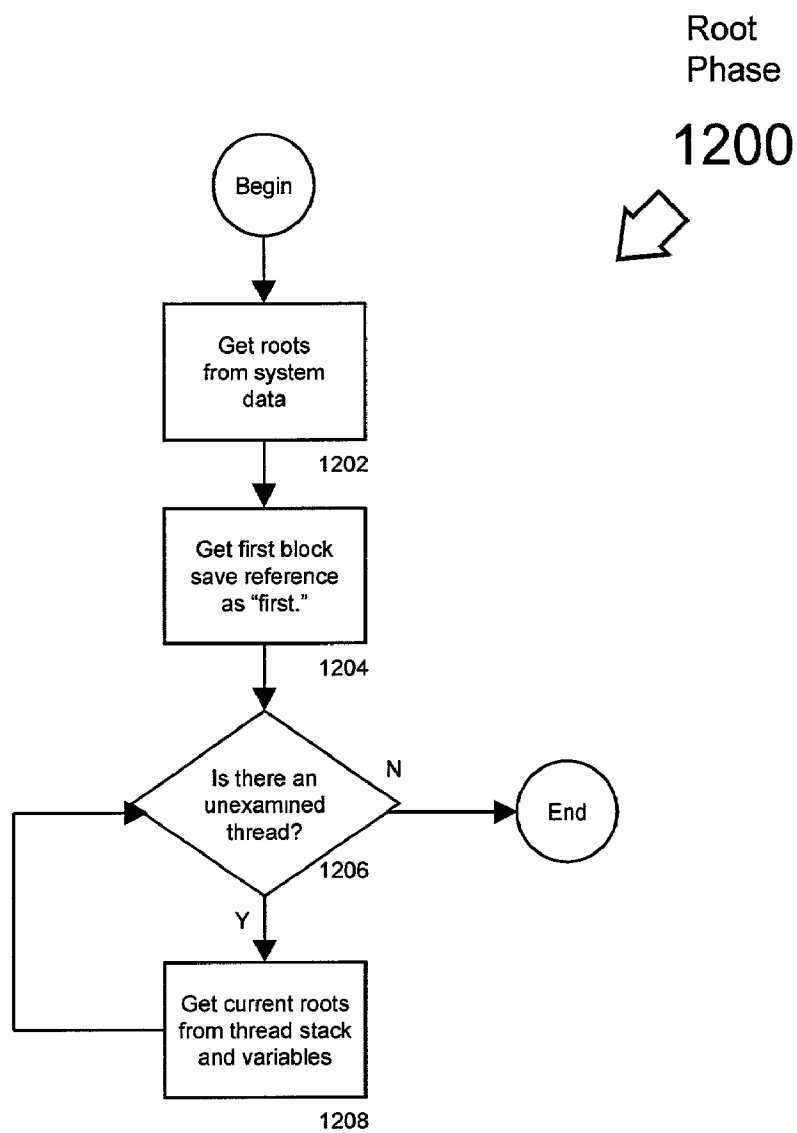 Root
Phase
1200
Begin
Get roots
from system
data
1202
Get first block
save reference
as “first.”
1204
Is there an
unexamined
thread?
1206
N
End
Y
Get current roots
from thread stack
and variables
1208